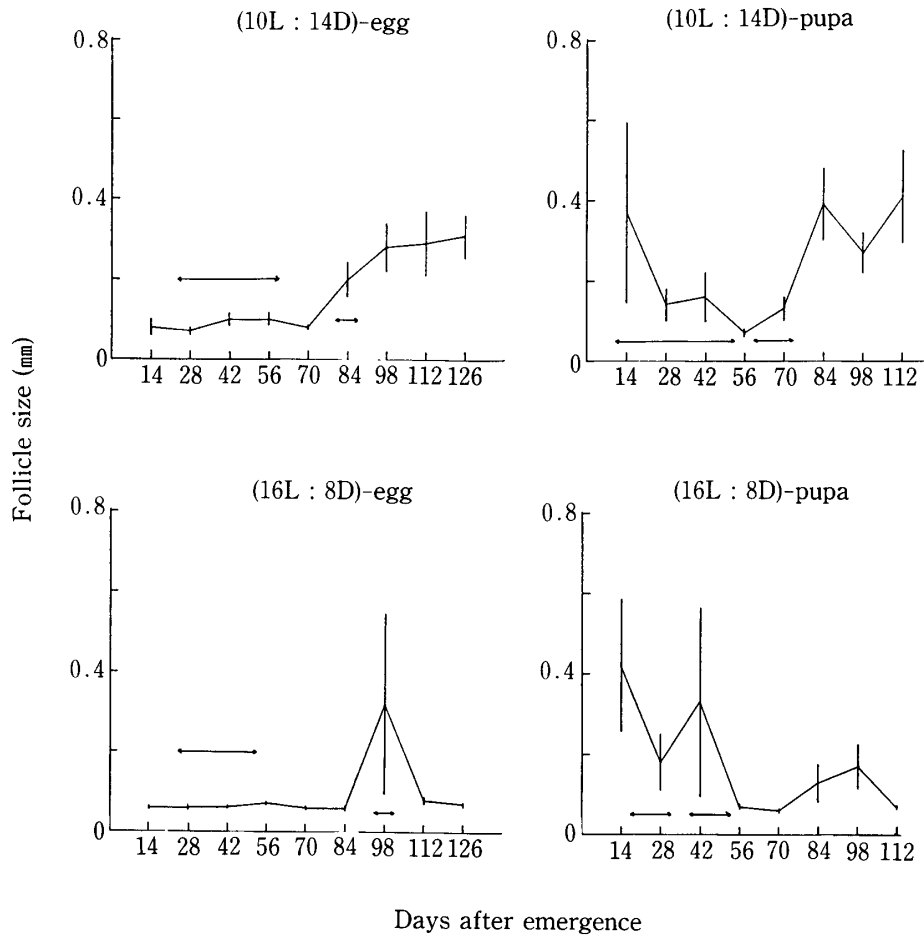 (10L : 14D)-egg
0.8
0.4
0
14 28 42 56 70 84 98 112 126
(10L : 14D)-pupa
0.8
0.4
0
14 28 42 56 70 84 98 112
Follicle size (mm)
(16L : 8D)-egg
0.8
0.4
0
14 28 42 56 70 84 98 112 126
(16L : 8D)-pupa
0.8
0.4
0
14 28 42 56 70 84 98 112
Days after emergence